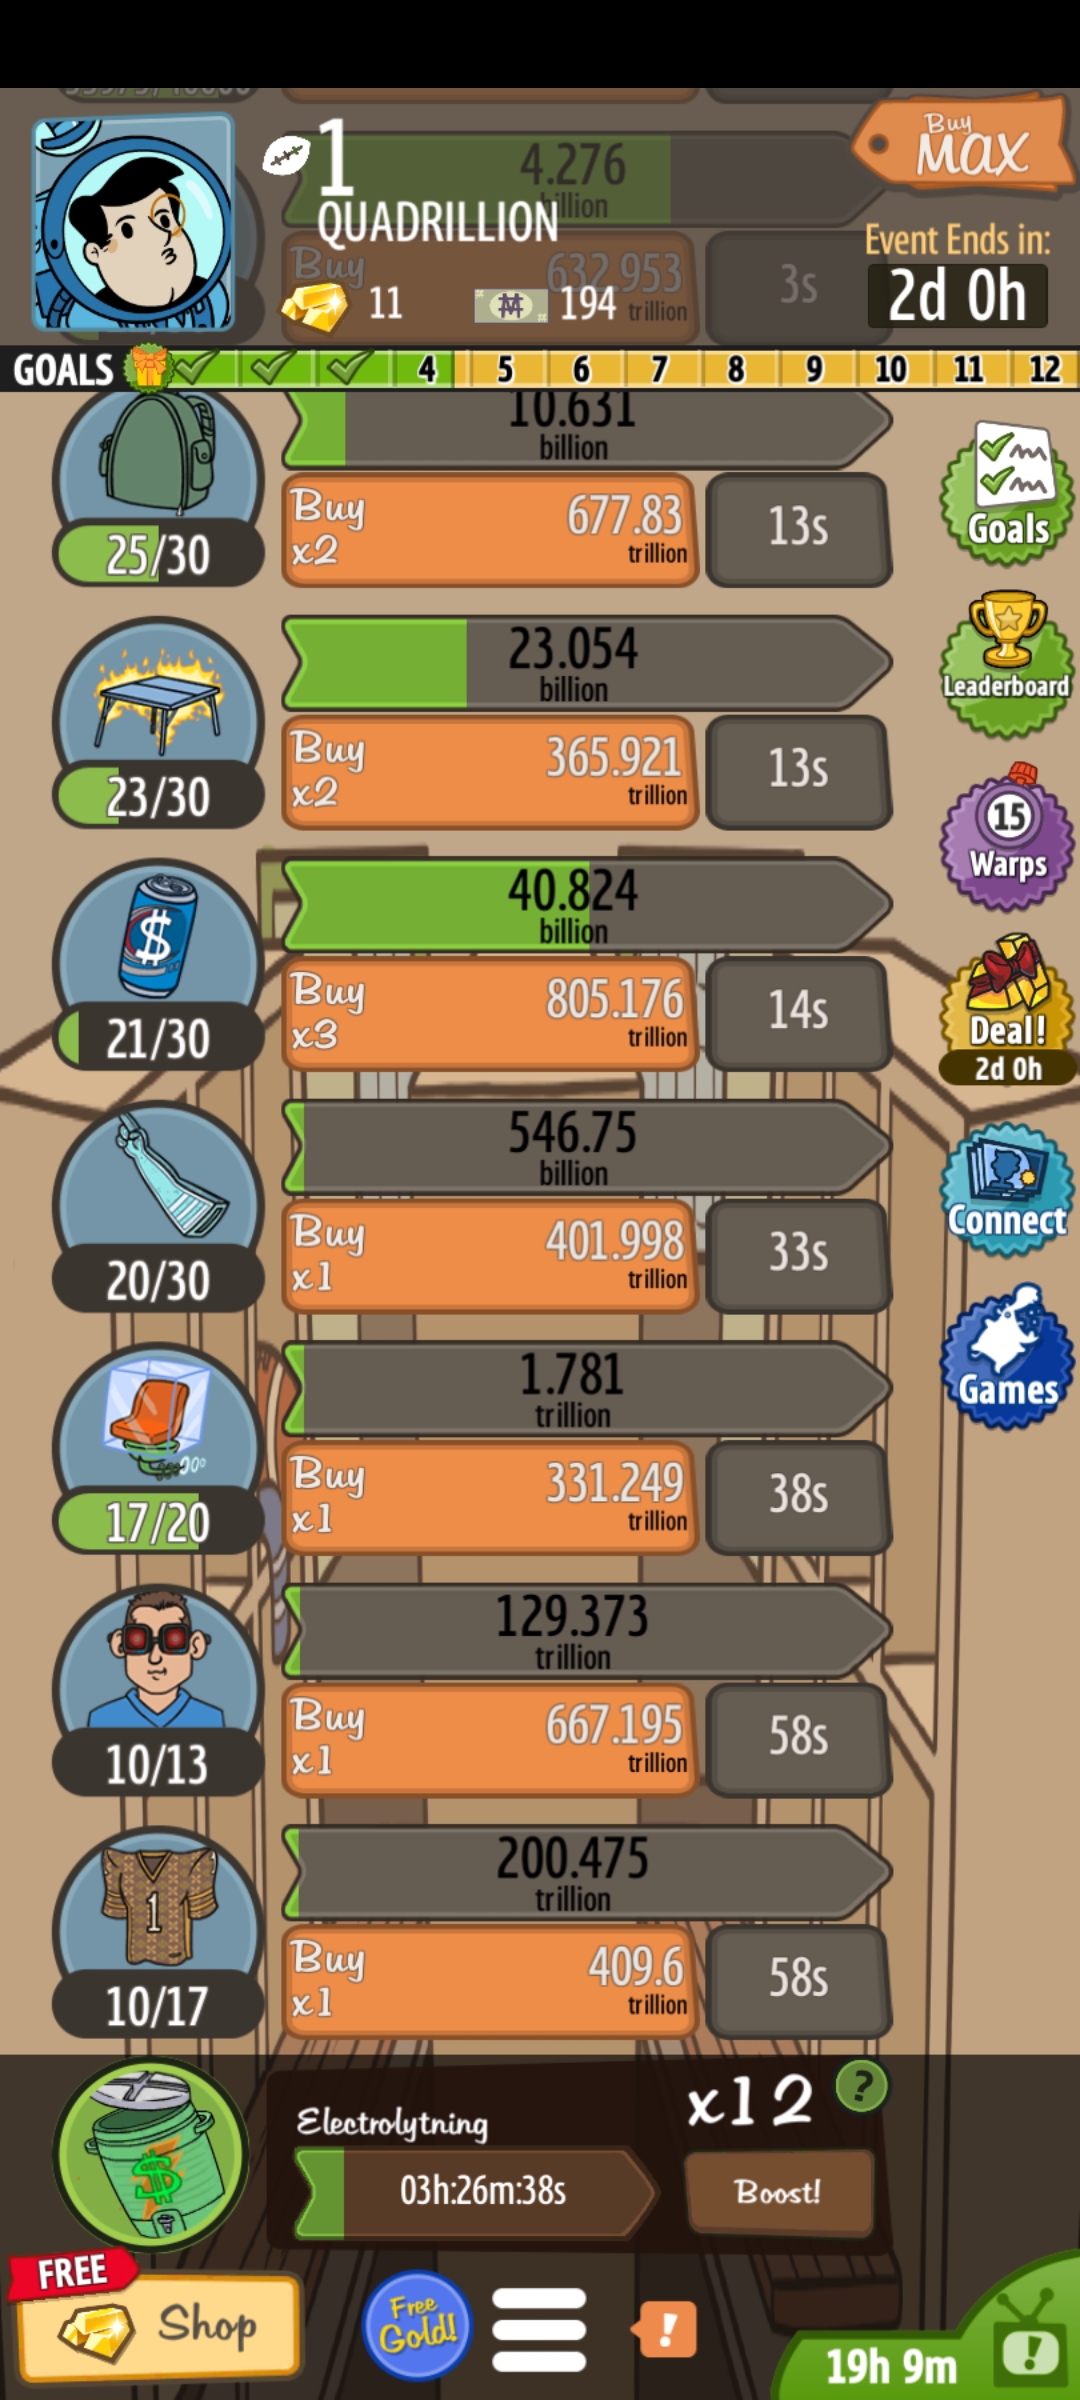 Buy
MAX
1
4.276
billion
QUADRILLION
Event Ends in:
Buy
632.953
trillion
3s
2d 0h
11
194
GOALS
4
5
6
7
8
9
10
11
12
10.631
billion
Buy
x2
677.83
trillion
13s
25/30
Goals
23.054
billion
Leaderboard
Buy
x2
365.921
trillion
13s
23/30
15
Warps
40.824
billion
Buy
x3
805.176
trillion
14s
$
21/30
Deal!
2d 0h
546.75
billion
Buy
x1
401.998
trillion
33s
20/30
Connect
1.781
trillion
Games
Buy
x1
331.249
trillion
38s
17/20
129.373
trillion
Buy
x1
667.195
trillion
58s
10/13
200.475
trillion
1
Buy
x1
409.6
trillion
58s
10/17
Electrolytning
x12
?
$
03h:26m:38s
Boost!
FREE
Shop
Free
Gold!
!
19h 9m
!